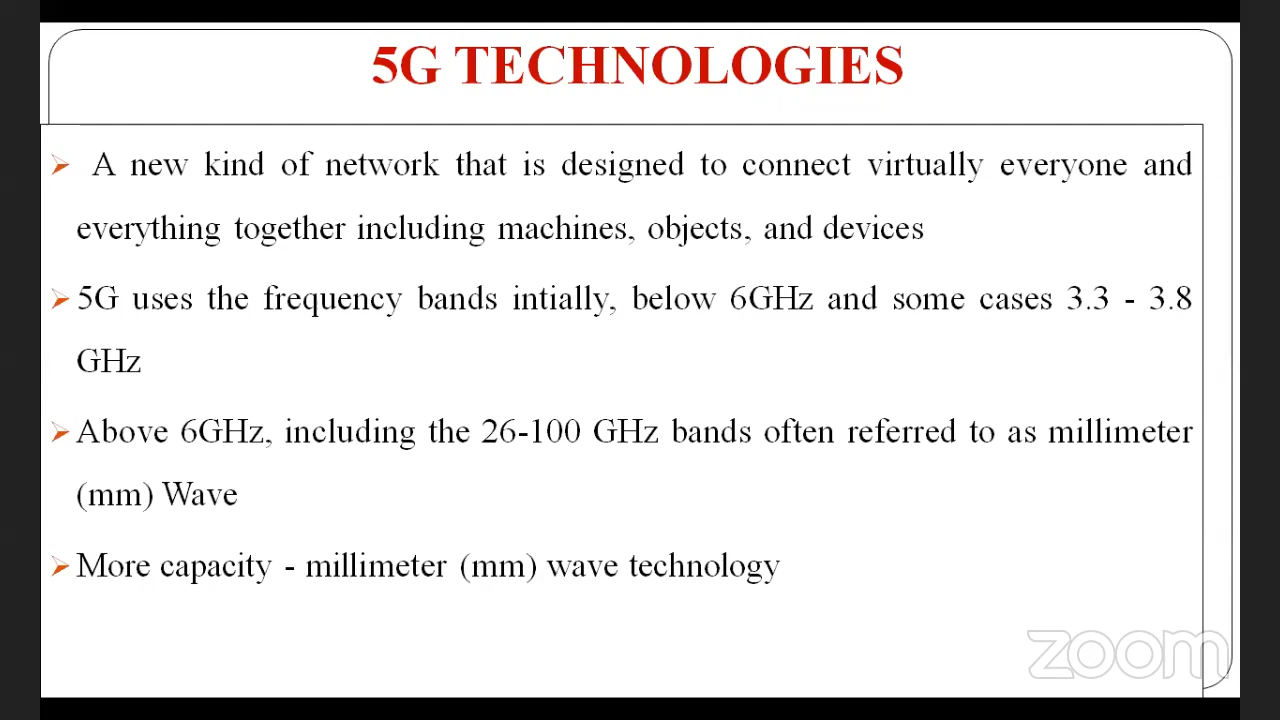 5G TECHNOLOGIES
A new kind of network that is designed to connect virtually everyone and
everything together including machines, objects, and devices
5G uses the frequency bands intially, below 6GHz and some cases 3.3 - 3.8
GHz
Above 6GHz, including the 26-100 GHz bands often referred to as millimeter
(mm) Wave
More capacity - millimeter (mm) wave technology
zoom